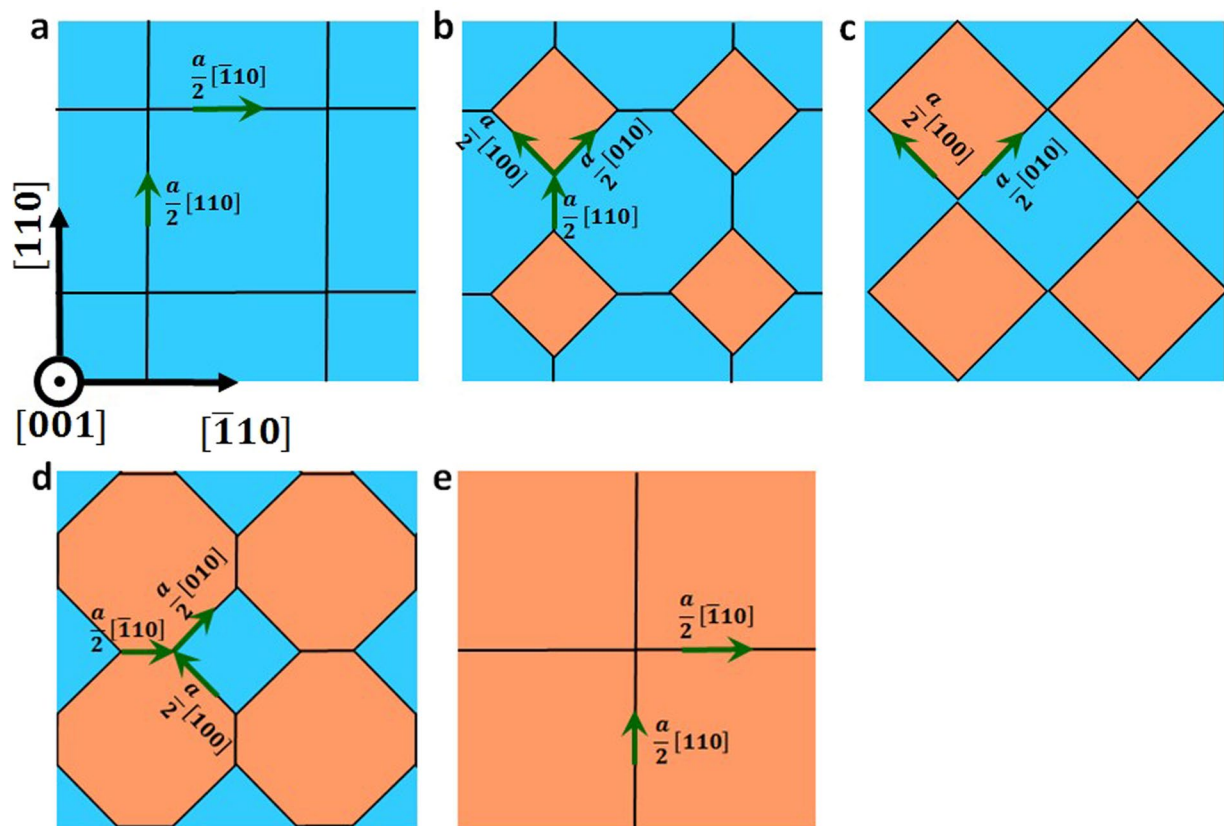 a
a/2 [1̅10]
a/2 [110]
[110]
[001]
[1̅10]
b
a/2 [100]
a/2 [010]
a/2 [110]
c
a/2 [100]
a/2 [010]
d
a/2 [010]
a/2 [1̅10]
a/2 [100]
e
a/2 [1̅10]
a/2 [110]